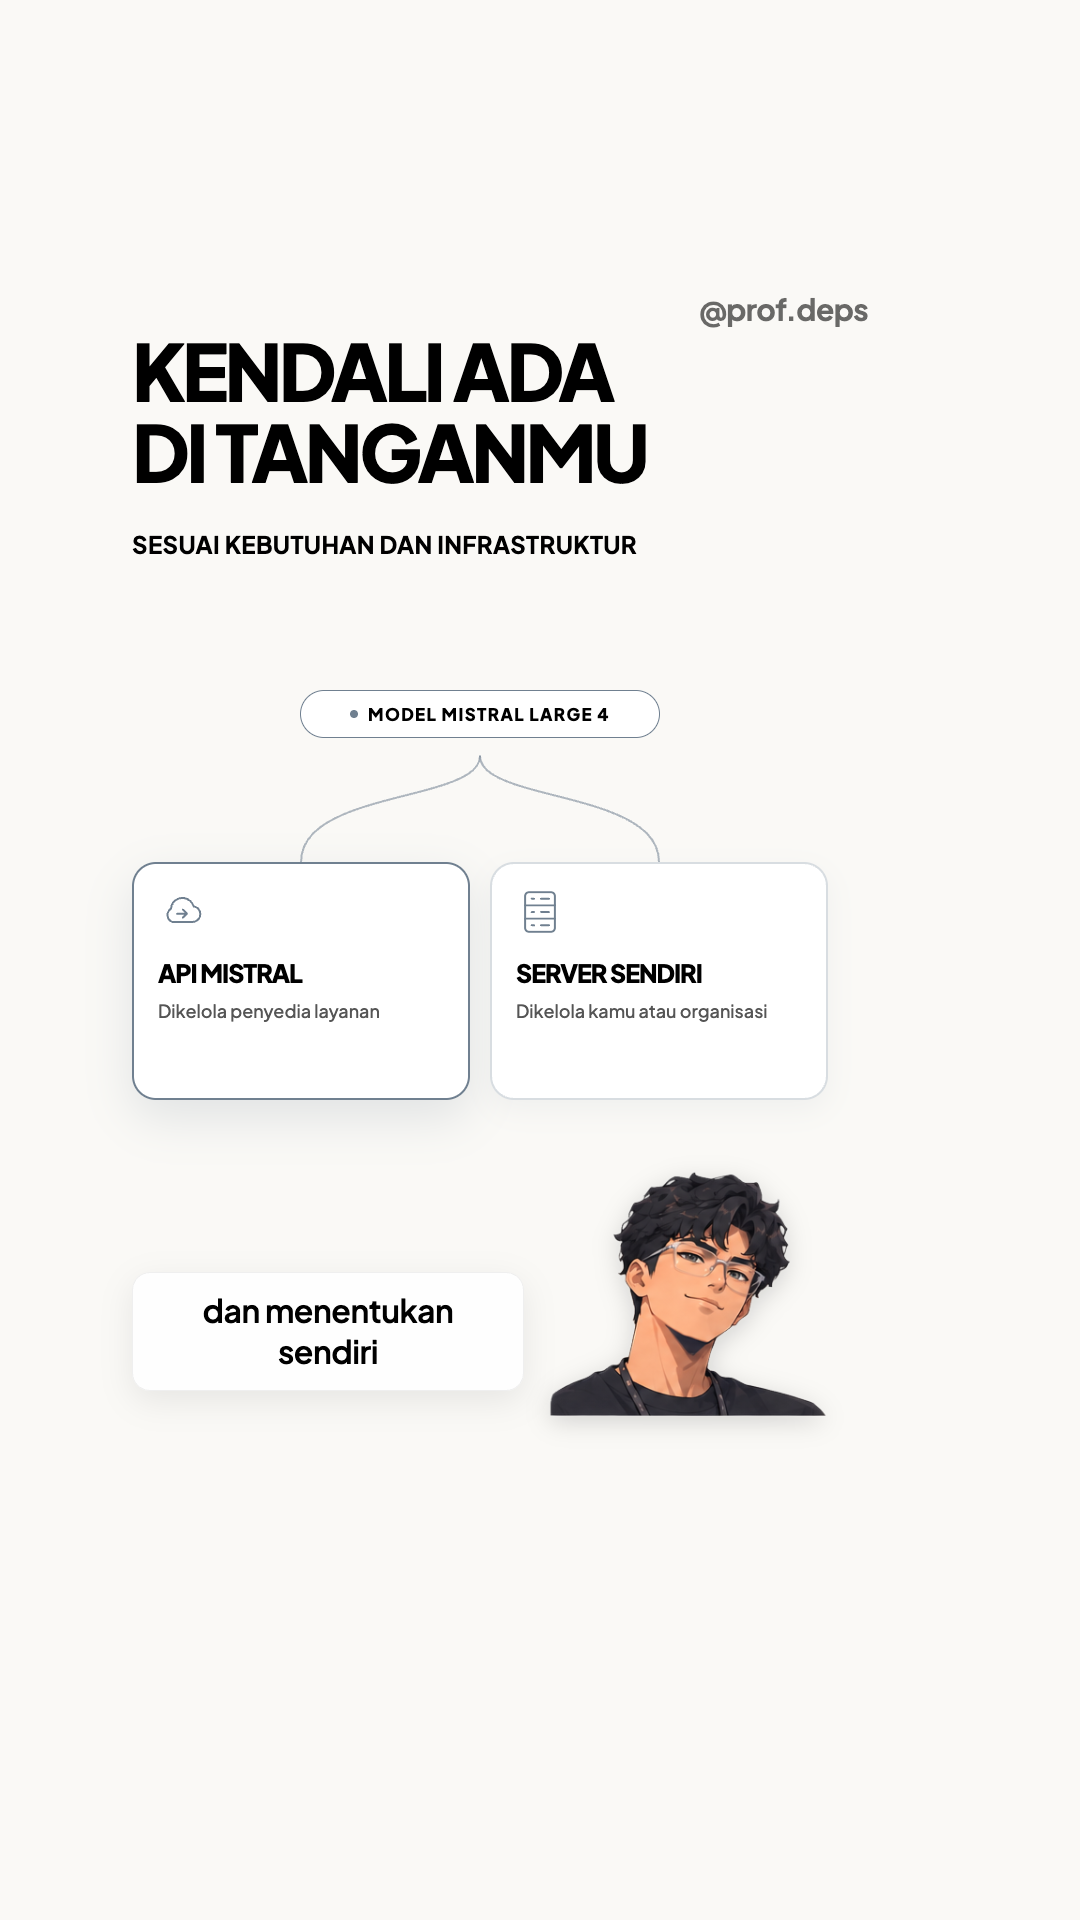 @prof.deps
KENDALI ADA
DI TANGANMU
SESUAI KEBUTUHAN DAN INFRASTRUKTUR
MODEL MISTRAL LARGE 4
API MISTRAL
Dikelola penyedia layanan
SERVER SENDIRI
Dikelola kamu atau organisasi
dan menentukan
sendiri